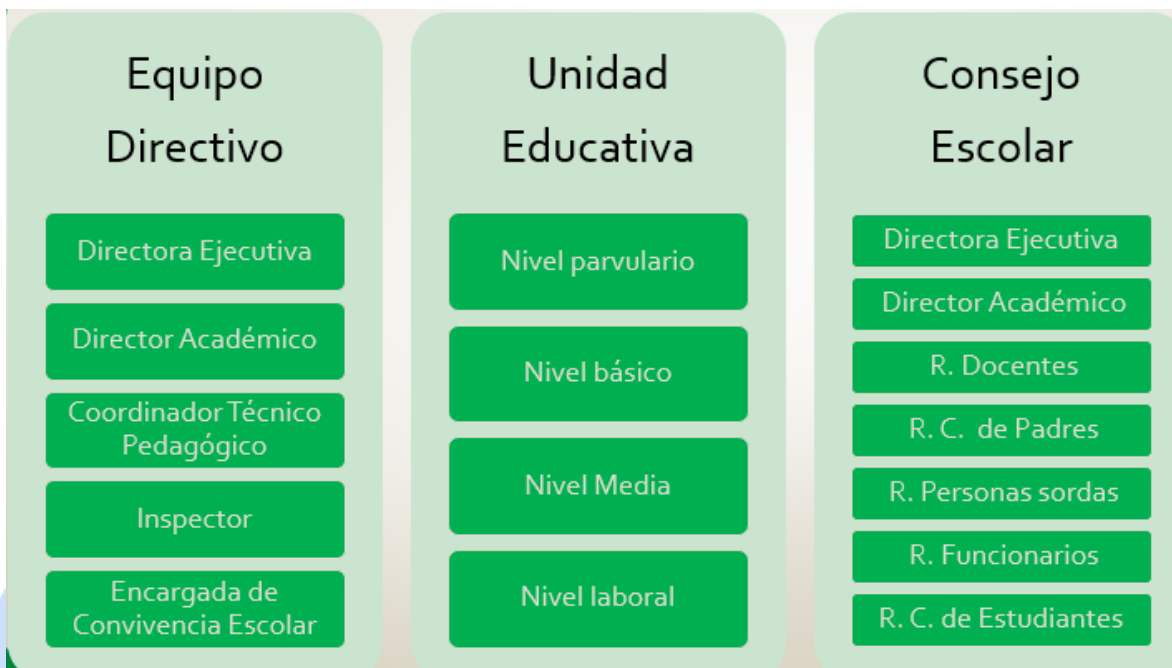 Equipo
Directivo
Directora Ejecutiva
Director Académico
Coordinador Técnico
Pedagógico
Inspector
Encargada de
Convivencia Escolar
Unidad
Educativa
Nivel parvulario
Nivel básico
Nivel Media
Nivel laboral
Consejo
Escolar
Directora Ejecutiva
Director Académico
R. Docentes
R. C. de Padres
R. Personas sordas
R. Funcionarios
R. C. de Estudiantes